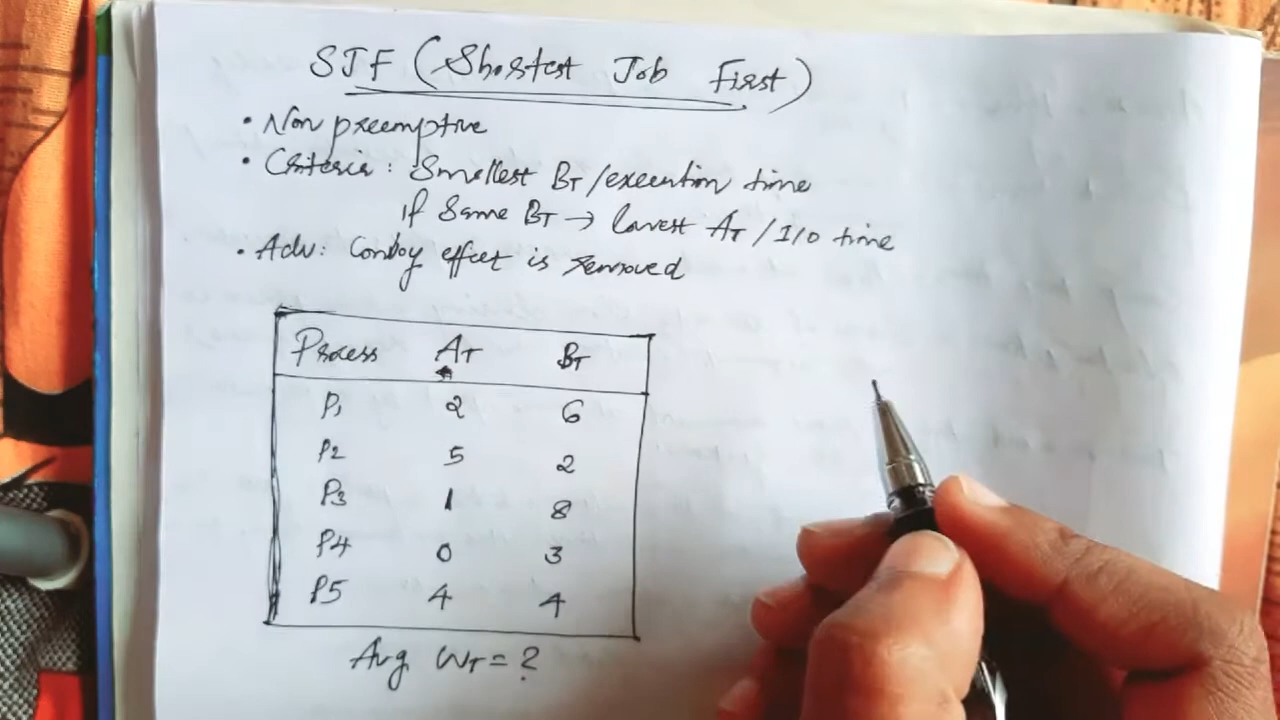 SJF (Shortest Job First)
• Non preemptive
• Criteria : Smallest BT /execution time
if Same BT → lowest AT / I/O time
• Adv: Conboy effect is removed
Process AT BT
P1 2 6
P2 5 2
P3 1 8
P4 0 3
P5 4 4
Avg WT = ?